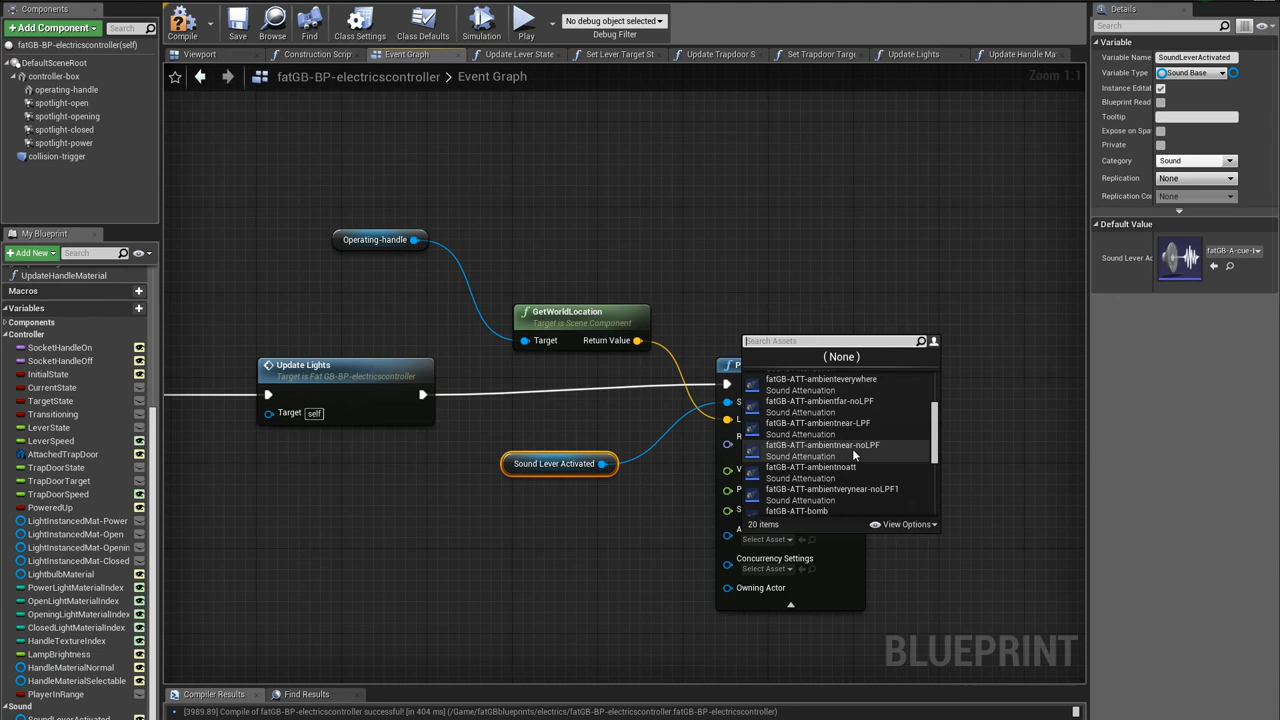 Components
Add Component
Search
fatGB-BP-electricscontroller(self)
DefaultSceneRoot
controller-box
operating-handle
spotlight-open
spotlight-opening
spotlight-closed
spotlight-power
collision-trigger
My Blueprint
Add New
Search
UpdateHandleMaterial
Macros
Variables
Components
Controller
SocketHandleOn
SocketHandleOff
InitialState
CurrentState
TargetState
Transitioning
LeverState
LeverSpeed
AttachedTrapDoor
TrapDoorState
TrapDoorTarget
TrapDoorSpeed
PoweredUp
LightInstancedMat-Power
LightInstancedMat-Open
LightInstancedMat-Openin
LightInstancedMat-Closed
LightbulbMaterial
PowerLightMaterialIndex
OpenLightMaterialIndex
OpeningLightMaterialIndex
ClosedLightMaterialIndex
HandleTextureIndex
LampBrightness
HandleMaterialNormal
HandleMaterialSelectable
PlayerInRange
Sound
SoundLeverActivated
Compile
Save
Browse
Find
Class Settings
Class Defaults
Simulation
Play
No debug object selected
Debug Filter
Viewport
Construction Scrip
Event Graph
Update Lever State
Set Lever Target St
Update Trapdoor S
Set Trapdoor Targe
Update Lights
Update Handle Ma
fatGB-BP-electricscontroller > Event Graph
Zoom 1:1
Operating-handle
GetWorldLocation
Target is Scene Component
Target
Return Value
Update Lights
Target is Fat GB-BP-electricscontroller
Target self
Sound Lever Activated
P
S
L
R
V
P
S
A
Select Asset
Concurrency Settings
Select Asset
Owning Actor
Search Assets
( None )
fatGB-ATT-ambienteverywhere
Sound Attenuation
fatGB-ATT-ambientfar-noLPF
Sound Attenuation
fatGB-ATT-ambientnear-LPF
Sound Attenuation
fatGB-ATT-ambientnear-noLPF
Sound Attenuation
fatGB-ATT-ambientnoatt
Sound Attenuation
fatGB-ATT-ambientverynear-noLPF1
Sound Attenuation
fatGB-ATT-bomb
20 items
View Options
BLUEPRINT
Compiler Results
Find Results
[3989.89] Compile of fatGB-BP-electricscontroller successful! [in 404 ms] (/Game/fatGBblueprints/electrics/fatGB-BP-electricscontroller.fatGB-BP-electricscontroller)
Details
Search
Variable
Variable Name SoundLeverActivated
Variable Type Sound Base
Instance Editat
Blueprint Read
Tooltip
Expose on Spa
Private
Category Sound
Replication None
Replication Co None
Default Value
Sound Lever Ac
fatGB-A-cue-l